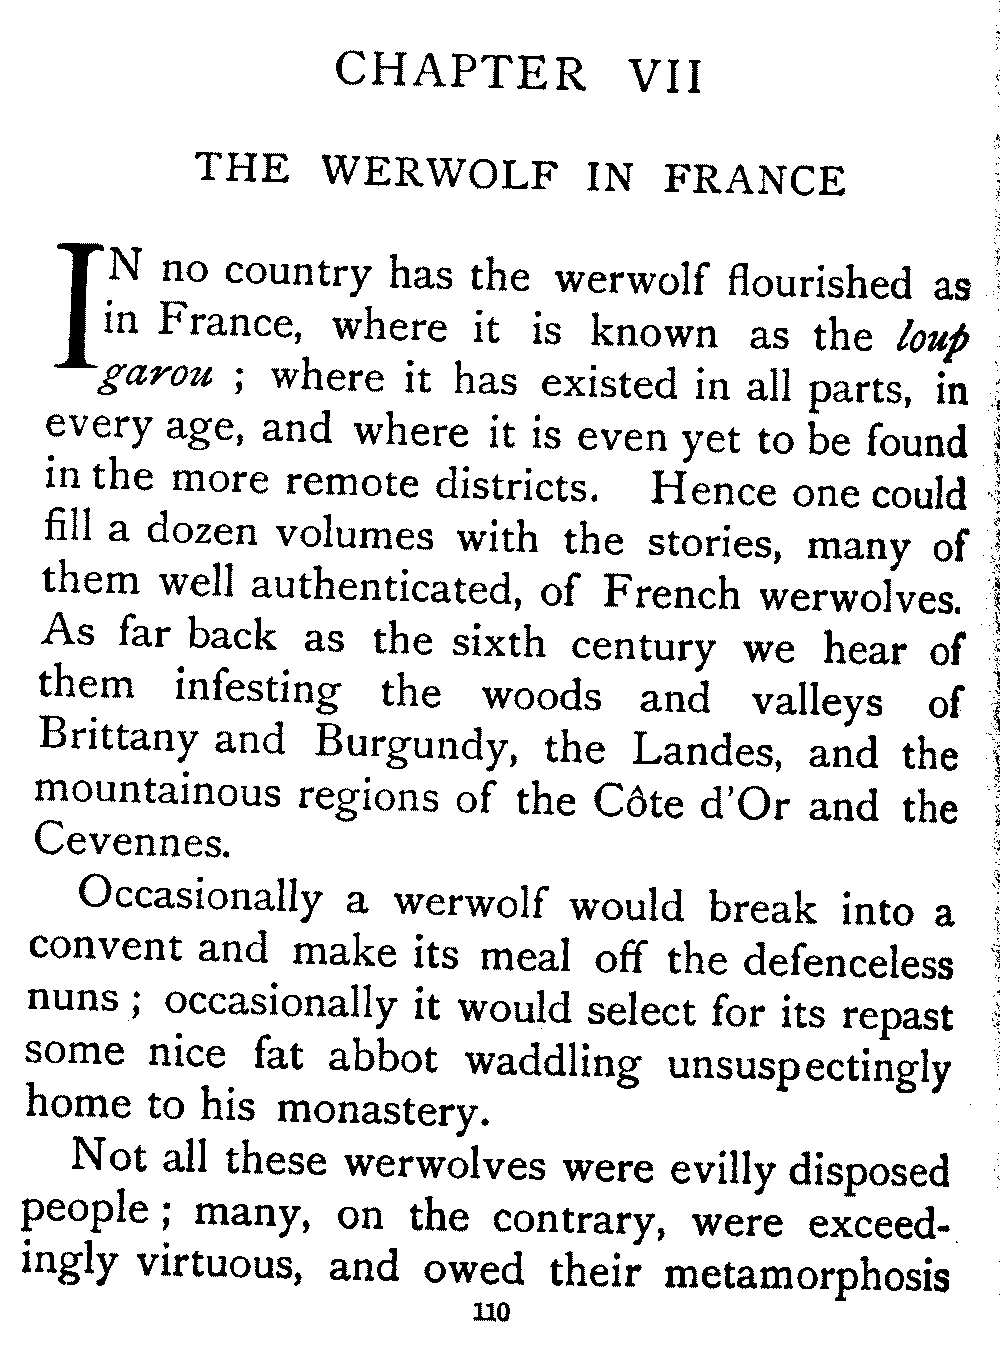 CHAPTER VII
THE WERWOLF IN FRANCE
IN no country has the werwolf flourished as
in France, where it is known as the loup
garou ; where it has existed in all parts, in
every age, and where it is even yet to be found
in the more remote districts. Hence one could
fill a dozen volumes with the stories, many of
them well authenticated, of French werwolves.
As far back as the sixth century we hear of
them infesting the woods and valleys of
Brittany and Burgundy, the Landes, and the
mountainous regions of the Côte d'Or and the
Cevennes.
Occasionally a werwolf would break into a
convent and make its meal off the defenceless
nuns ; occasionally it would select for its repast
some nice fat abbot waddling unsuspectingly
home to his monastery.
Not all these werwolves were evilly disposed
people ; many, on the contrary, were exceed-
ingly virtuous, and owed their metamorphosis
110